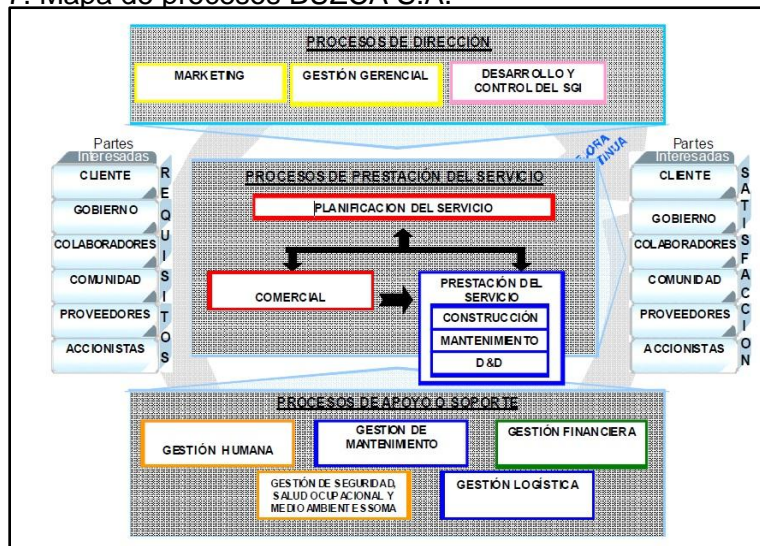 7. Mapa de procesos DUZCA S.A.
PROCESOS DE DIRECCIÓN
MARKETING
GESTIÓN GERENCIAL
DESARROLLO Y
CONTROL DEL SGI
Partes
Interesadas
CLIENTE
GOBIERNO
COLABORADORES
COMUNIDAD
PROVEEDORES
ACCIONISTAS
REQUISITOS
PROCESOS DE PRESTACIÓN DEL SERVICIO
PLANIFICACION DEL SERVICIO
COMERCIAL
PRESTACIÓN DEL
SERVICIO
CONSTRUCCIÓN
MANTENIMIENTO
D&D
Partes
Interesadas
CLIENTE
GOBIERNO
COLABORADORES
COMUNIDAD
PROVEEDORES
ACCIONISTAS
SATISFACCION
PROCESOS DE APOYO O SOPORTE
GESTIÓN HUMANA
GESTION DE
MANTENIMIENTO
GESTIÓN FINANCIERA
GESTIÓN DE SEGURIDAD,
SALUD OCUPACIONAL Y
MEDIO AMBIENTE SSOMA
GESTIÓN LOGÍSTICA